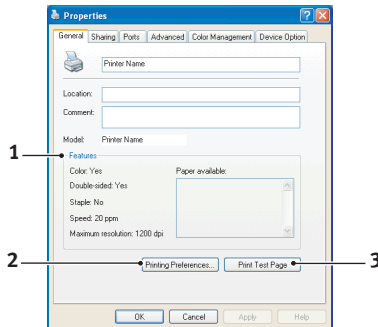 Properties
General Sharing Ports Advanced Color Management Device Option
Printer Name
Location:
Comment:
Model: Printer Name
1
Features
Color: Yes Paper available:
Double-sided: Yes
Staple: No
Speed: 20 ppm
Maximum resolution: 1200 dpi
2 Printing Preferences... Print Test Page 3
OK Cancel Apply Help